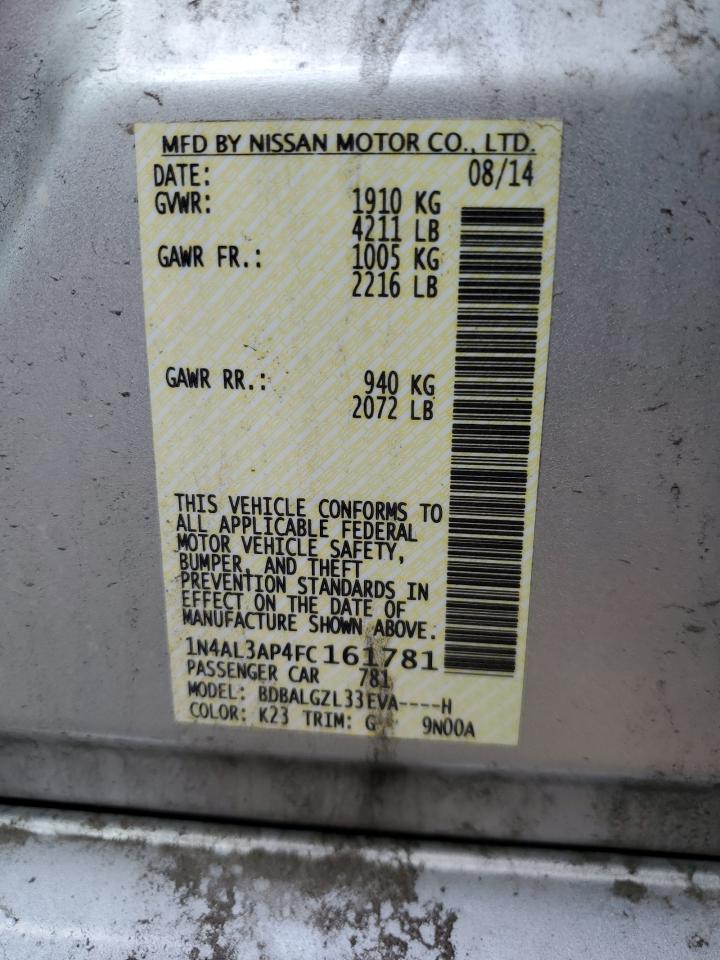 MFD BY NISSAN MOTOR CO., LTD.
DATE: 08/14
GVWR: 1910 KG
4211 LB
GAWR FR.: 1005 KG
2216 LB
GAWR RR.: 940 KG
2072 LB
THIS VEHICLE CONFORMS TO
ALL APPLICABLE FEDERAL
MOTOR VEHICLE SAFETY,
BUMPER, AND THEFT
PREVENTION STANDARDS IN
EFFECT ON THE DATE OF
MANUFACTURE SHOWN ABOVE.
1N4AL3AP4FC161781
PASSENGER CAR 781
MODEL: BDBALGZL33EVA----H
COLOR: K23 TRIM: G 9N00A